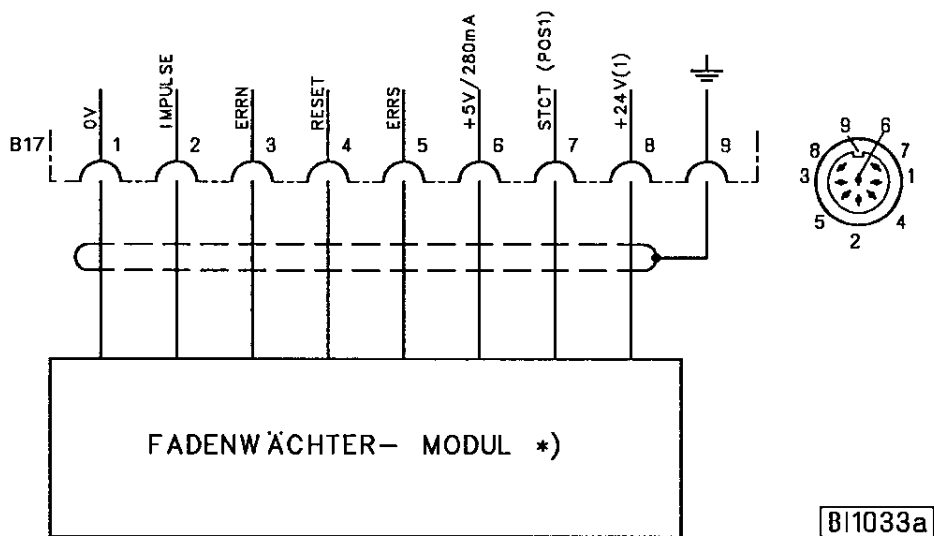 0V
IMPULSE
ERRN
RESET
ERRS
+5V/280mA
STCT (POS1)
+24V(1)
B17
1 2 3 4 5 6 7 8 9
9 6
8 7
3 1
5 4
2
FADENWÄCHTER– MODUL *)
BI1033a